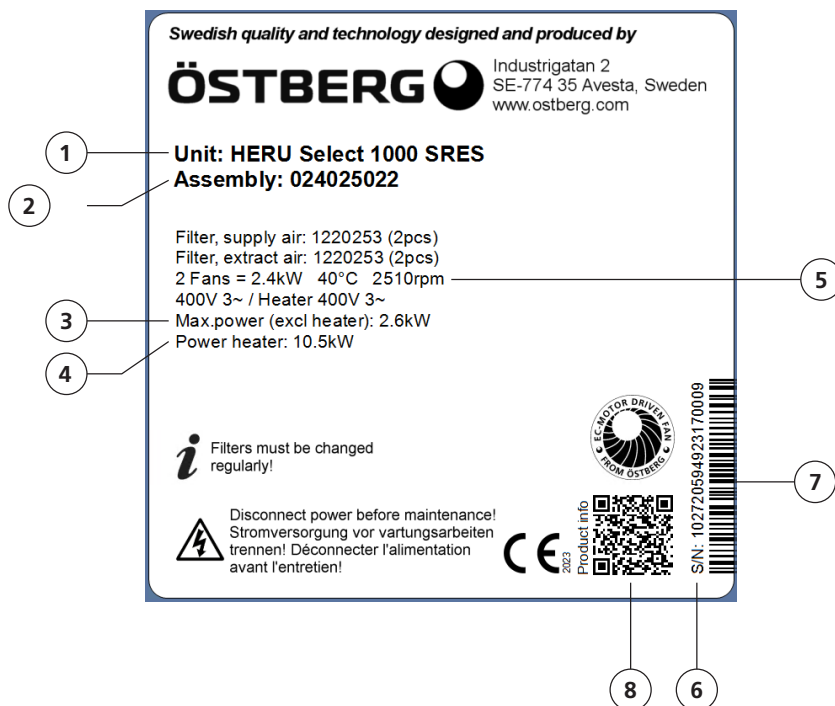 Swedish quality and technology designed and produced by
ÖSTBERG
Industrigatan 2
SE-774 35 Avesta, Sweden
www.ostberg.com
1
Unit: HERU Select 1000 SRES
2
Assembly: 024025022
Filter, supply air: 1220253 (2pcs)
Filter, extract air: 1220253 (2pcs)
2 Fans = 2.4kW 40°C 2510rpm
5
400V 3~ / Heater 400V 3~
3
Max.power (excl heater): 2.6kW
4
Power heater: 10.5kW
EC-MOTOR DRIVEN FAN
FROM ÖSTBERG
i
Filters must be changed
regularly!
Disconnect power before maintenance!
Stromversorgung vor vartungsarbeiten
trennen! Déconnecter l'alimentation
avant l'entretien!
CE
2023
Product info
S/N: 102720594923170009
7
8
6